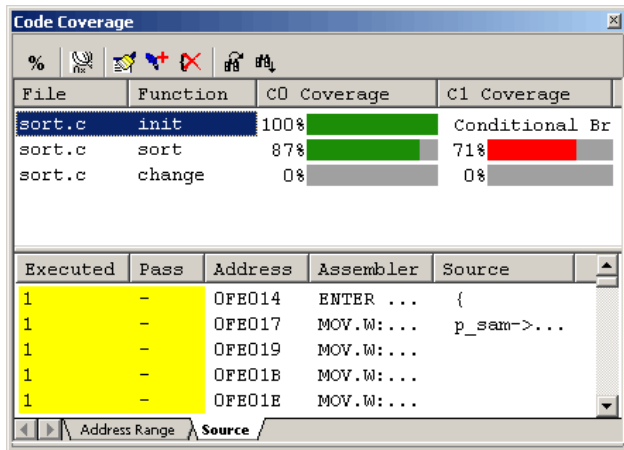 Code Coverage
%
File Function C0 Coverage C1 Coverage
sort.c init 100% Conditional Br
sort.c sort 87% 71%
sort.c change 0% 0%
Executed Pass Address Assembler Source
1 - 0FE014 ENTER ... {
1 - 0FE017 MOV.W:... p_sam->...
1 - 0FE019 MOV.W:...
1 - 0FE01B MOV.W:...
1 - 0FE01E MOV.W:...
Address Range Source